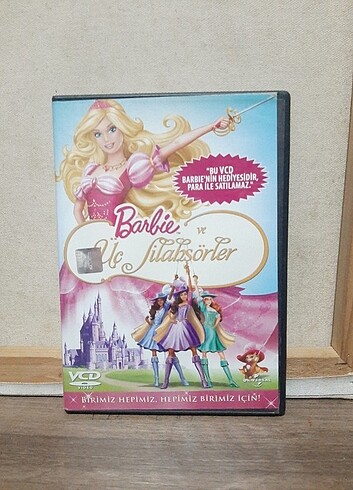 "BU VCD
BARBIE'NİN HEDİYESİDİR,
PARA İLE SATILAMAZ."
Barbie
ve
Üç Silahşörler
VCD
VIDEO
BİRİMİZ HEPİMİZ, HEPİMİZ BİRİMİZ İÇİN!